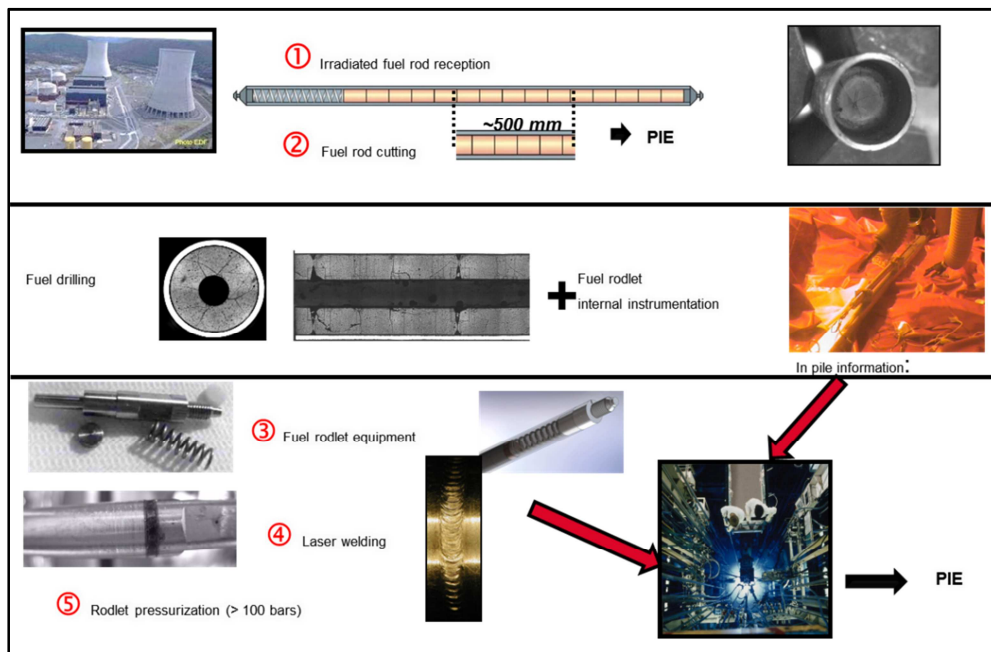 Photo EDF
①
Irradiated fuel rod reception
~500 mm
②
Fuel rod cutting
PIE
Fuel drilling
+
Fuel rodlet
internal instrumentation
In pile information:
③
Fuel rodlet equipment
④
Laser welding
⑤
Rodlet pressurization (> 100 bars)
PIE